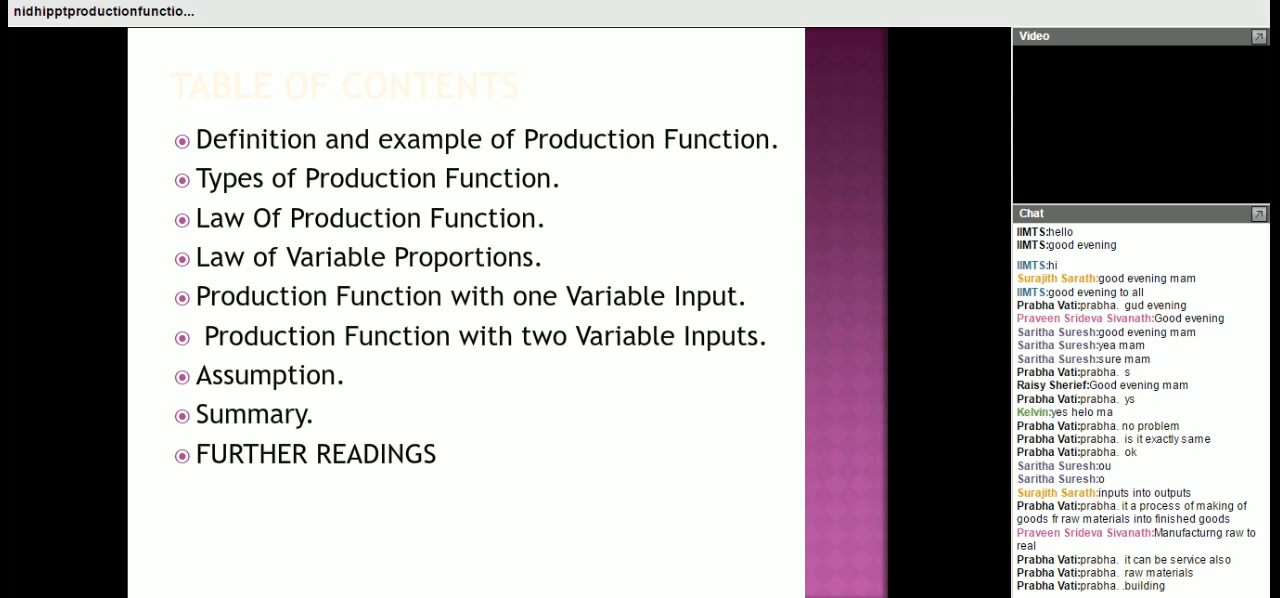 nidhipptproductionfunctio...
TABLE OF CONTENTS
Definition and example of Production Function.
Types of Production Function.
Law Of Production Function.
Law of Variable Proportions.
Production Function with one Variable Input.
Production Function with two Variable Inputs.
Assumption.
Summary.
FURTHER READINGS
Video
Chat
IIMTS:hello
IIMTS:good evening
IIMTS:hi
Surajith Sarath:good evening mam
IIMTS:good evening to all
Prabha Vati:prabha. gud evening
Praveen Srideva Sivanath:Good evening
Saritha Suresh:good evening mam
Saritha Suresh:yea mam
Saritha Suresh:sure mam
Prabha Vati:prabha. s
Raisy Sherief:Good evening mam
Prabha Vati:prabha. ys
Kelvin:yes helo ma
Prabha Vati:prabha. no problem
Prabha Vati:prabha. is it exactly same
Prabha Vati:prabha. ok
Saritha Suresh:ou
Saritha Suresh:o
Surajith Sarath:inputs into outputs
Prabha Vati:prabha. it a process of making of
goods fr raw materials into finished goods
Praveen Srideva Sivanath:Manufacturng raw to
real
Prabha Vati:prabha. it can be service also
Prabha Vati:prabha. raw materials
Prabha Vati:prabha. .building